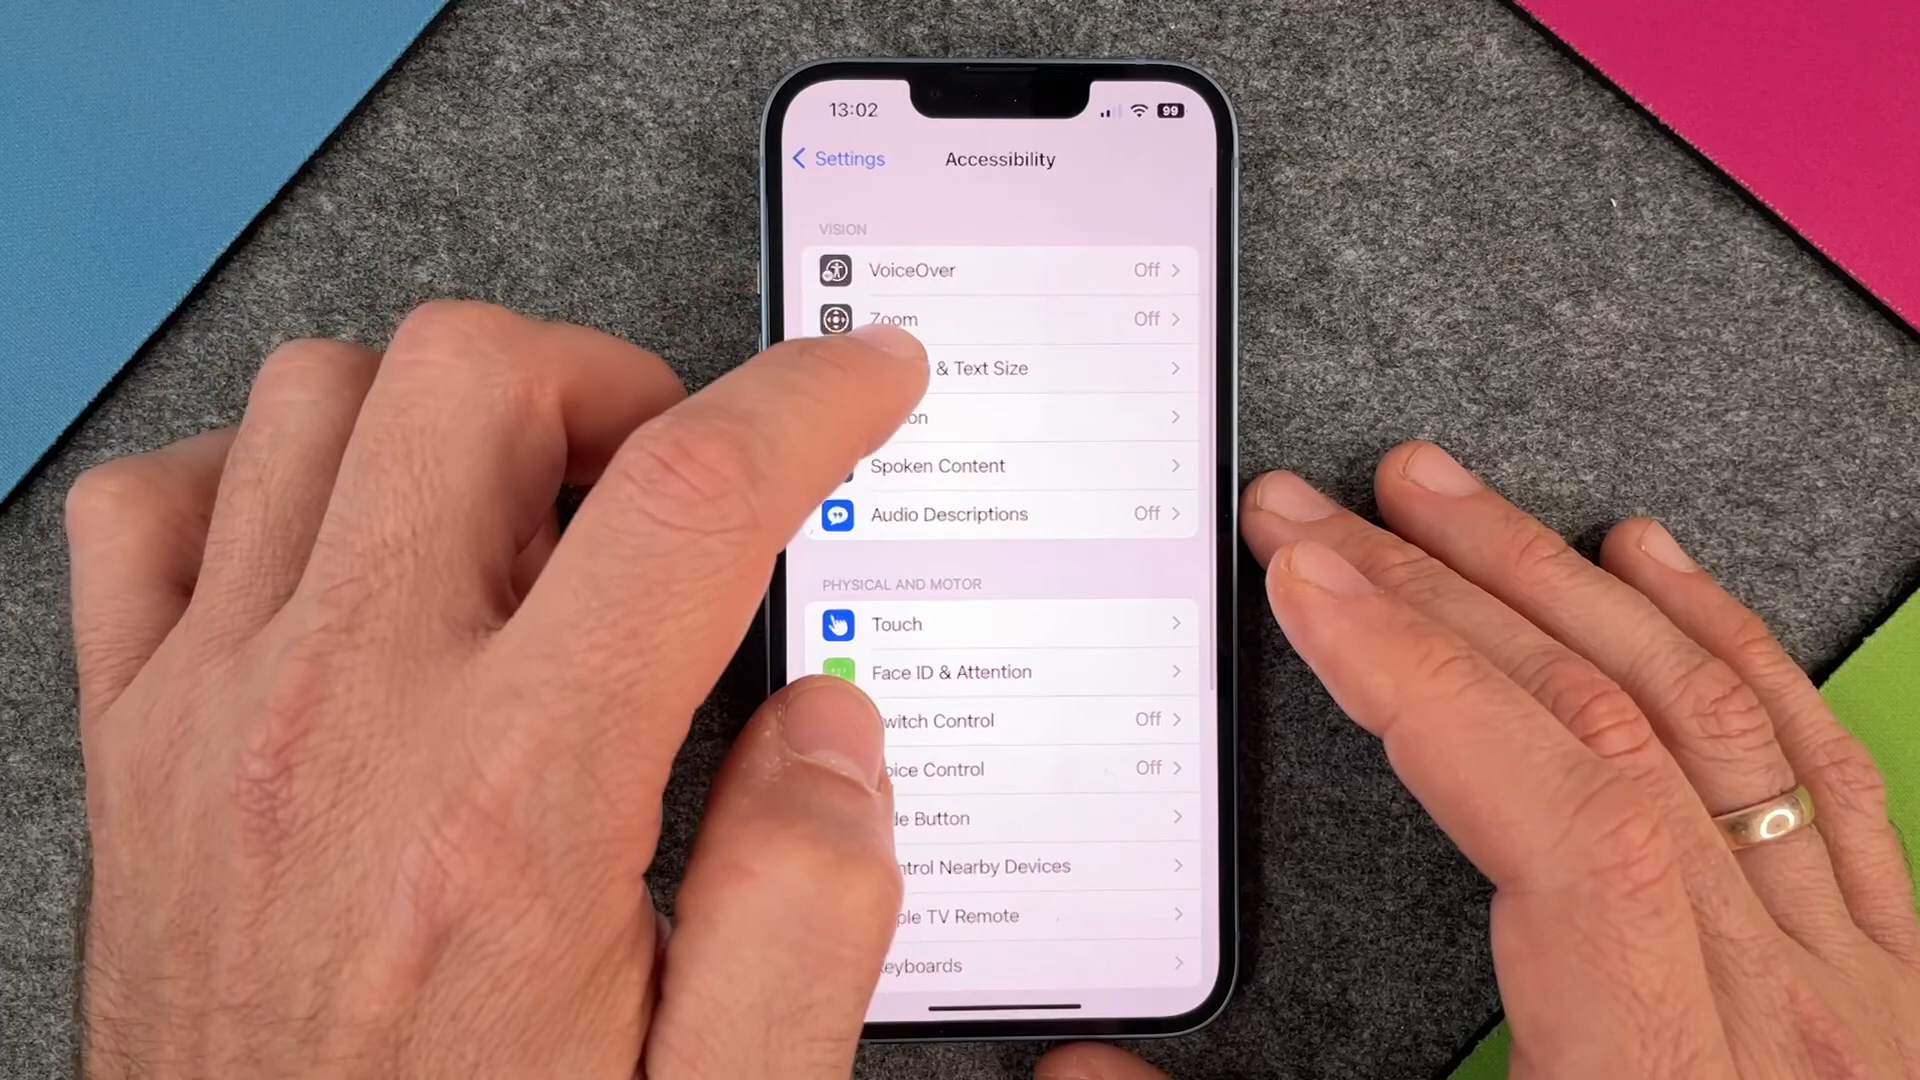 13:02
99
Settings
Accessibility
VISION
VoiceOver Off
Zoom Off
& Text Size
on
Spoken Content
Audio Descriptions Off
PHYSICAL AND MOTOR
Touch
Face ID & Attention
witch Control Off
oice Control Off
de Button
ntrol Nearby Devices
ple TV Remote
eyboards